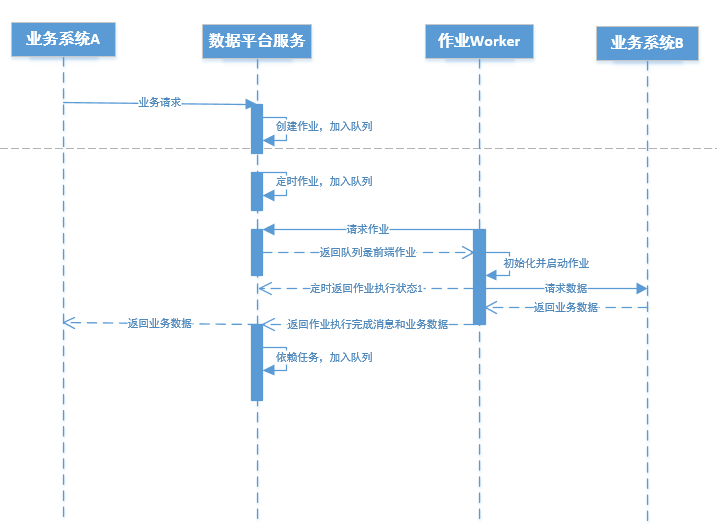 业务系统A
数据平台服务
作业Worker
业务系统B
业务请求
创建作业，加入队列
定时作业，加入队列
请求作业
返回队列最前端作业
初始化并启动作业
定时返回作业执行状态1
请求数据
返回业务数据
返回业务数据
返回作业执行完成消息和业务数据
依赖任务，加入队列